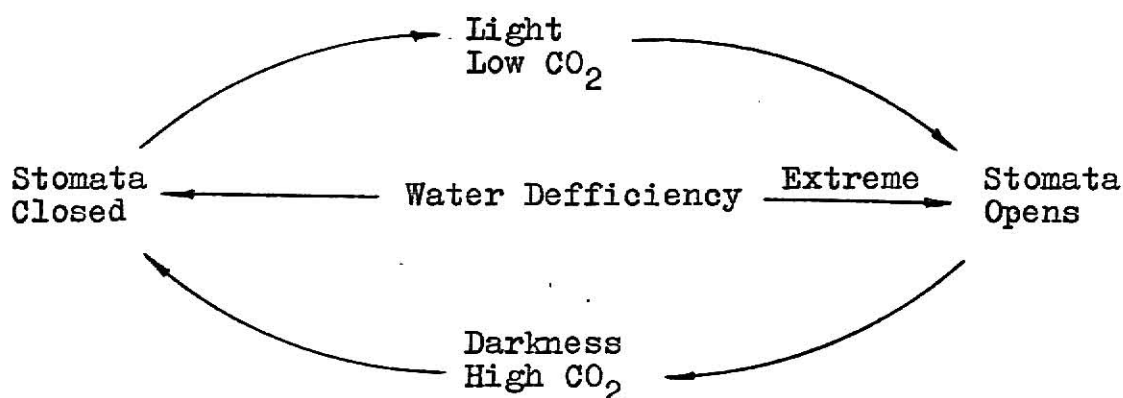 Light
Low CO₂
Stomata
Closed
Water Defficiency
Extreme
Stomata
Opens
Darkness
High CO₂